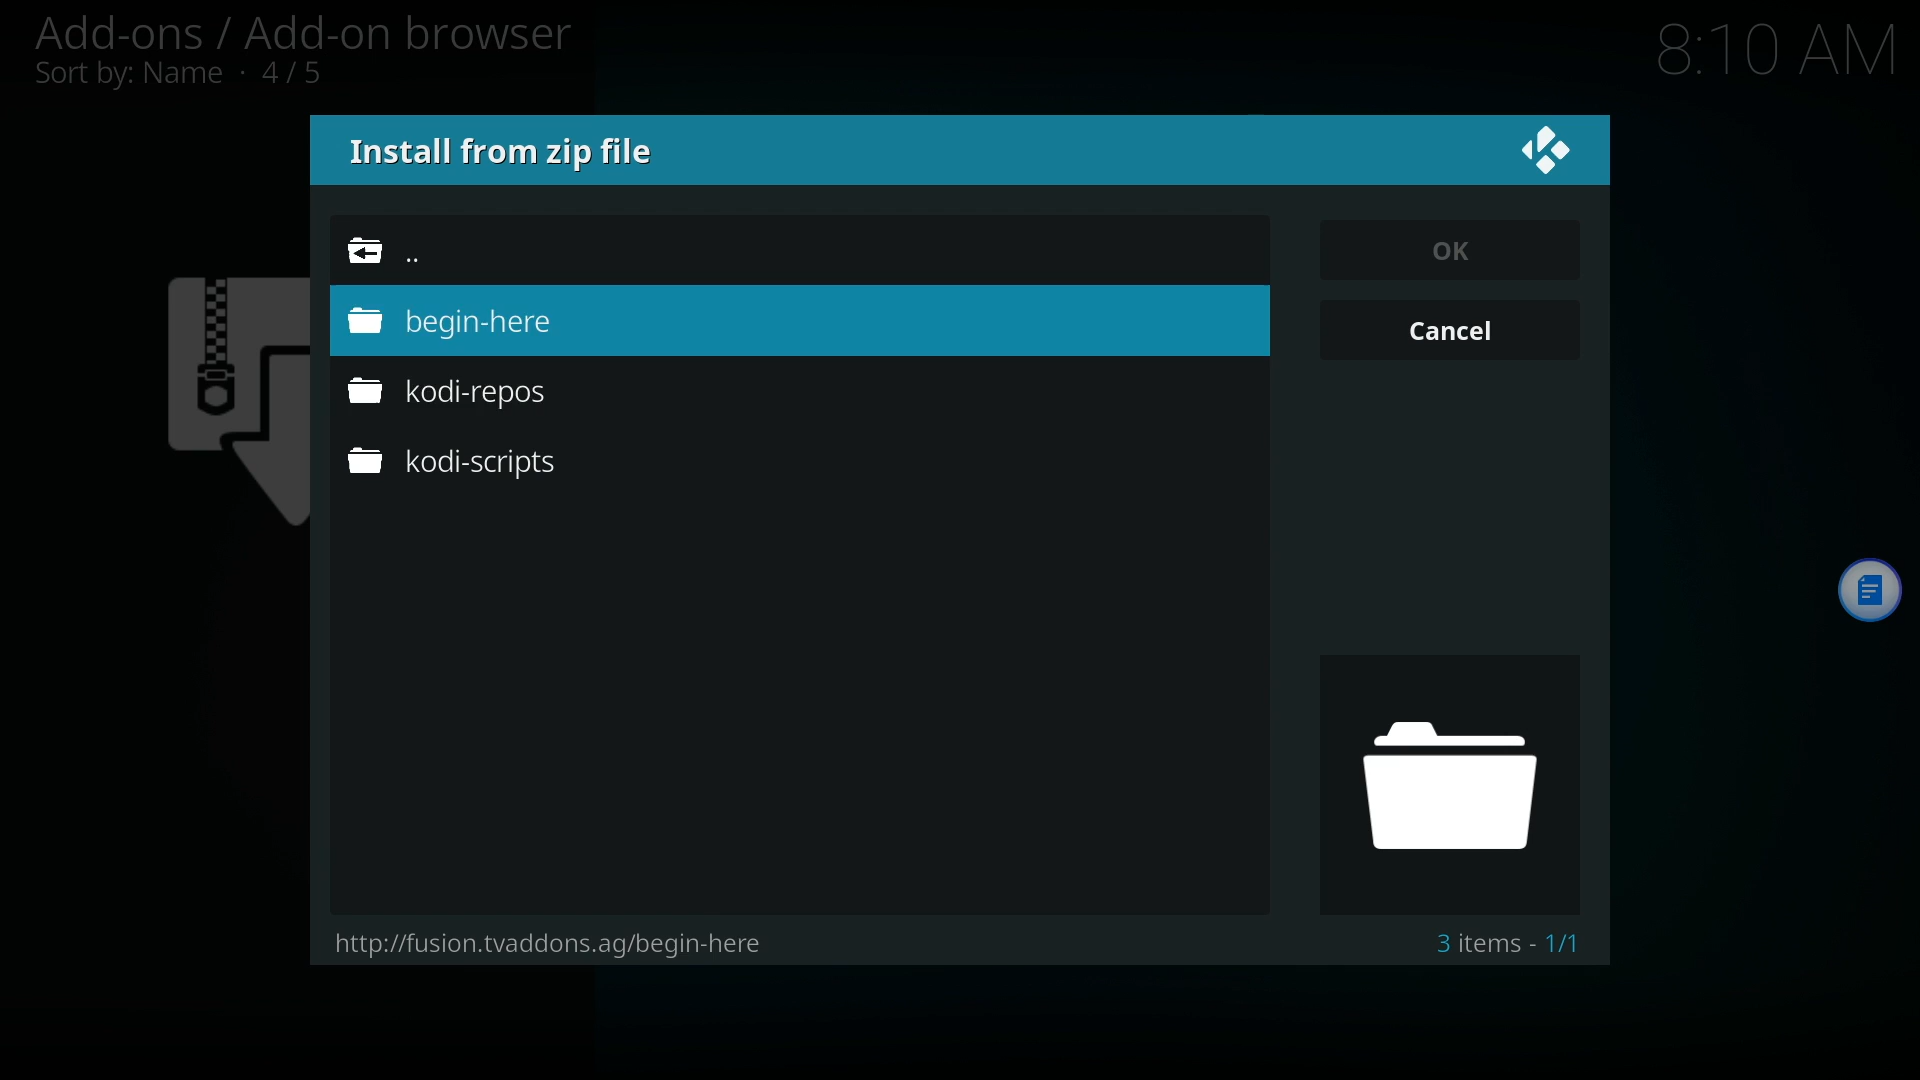 Add-ons / Add-on browser
Sort by: Name · 4 / 5
8:10 AM
Install from zip file
..
begin-here
kodi-repos
kodi-scripts
OK
Cancel
http://fusion.tvaddons.ag/begin-here
3 items - 1/1